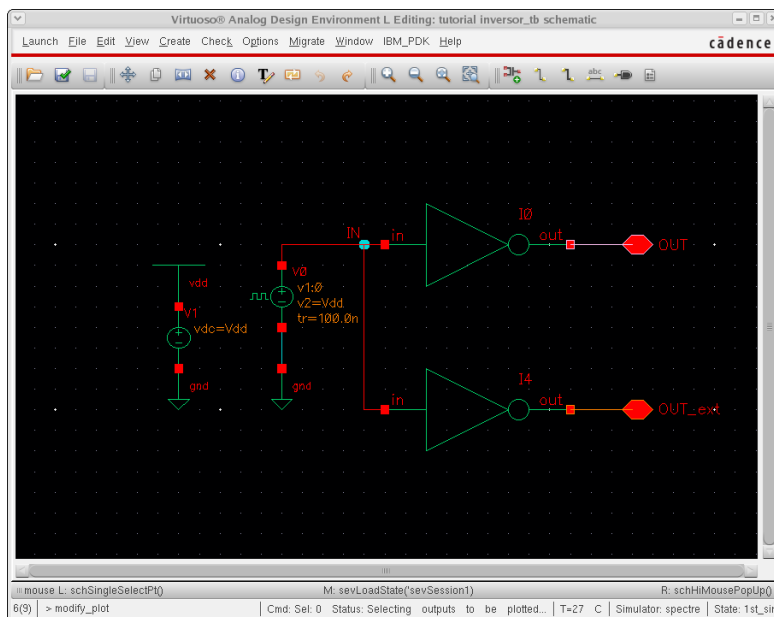 Virtuoso® Analog Design Environment L Editing: tutorial inversor_tb schematic
Launch File Edit View Create Check Options Migrate Window IBM_PDK Help
cādence
abc
I0
IN
in
out
OUT
V0
vdd
v1:0
V1
v2=Vdd
tr=100.0n
vdc=Vdd
I4
gnd
gnd
in
out
OUT_ext
mouse L: schSingleSelectPt()
M: sevLoadState('sevSession1)
R: schHiMousePopUp()
6(9) > modify_plot
Cmd: Sel: 0 Status: Selecting outputs to be plotted... T=27 C Simulator: spectre State: 1st_sim